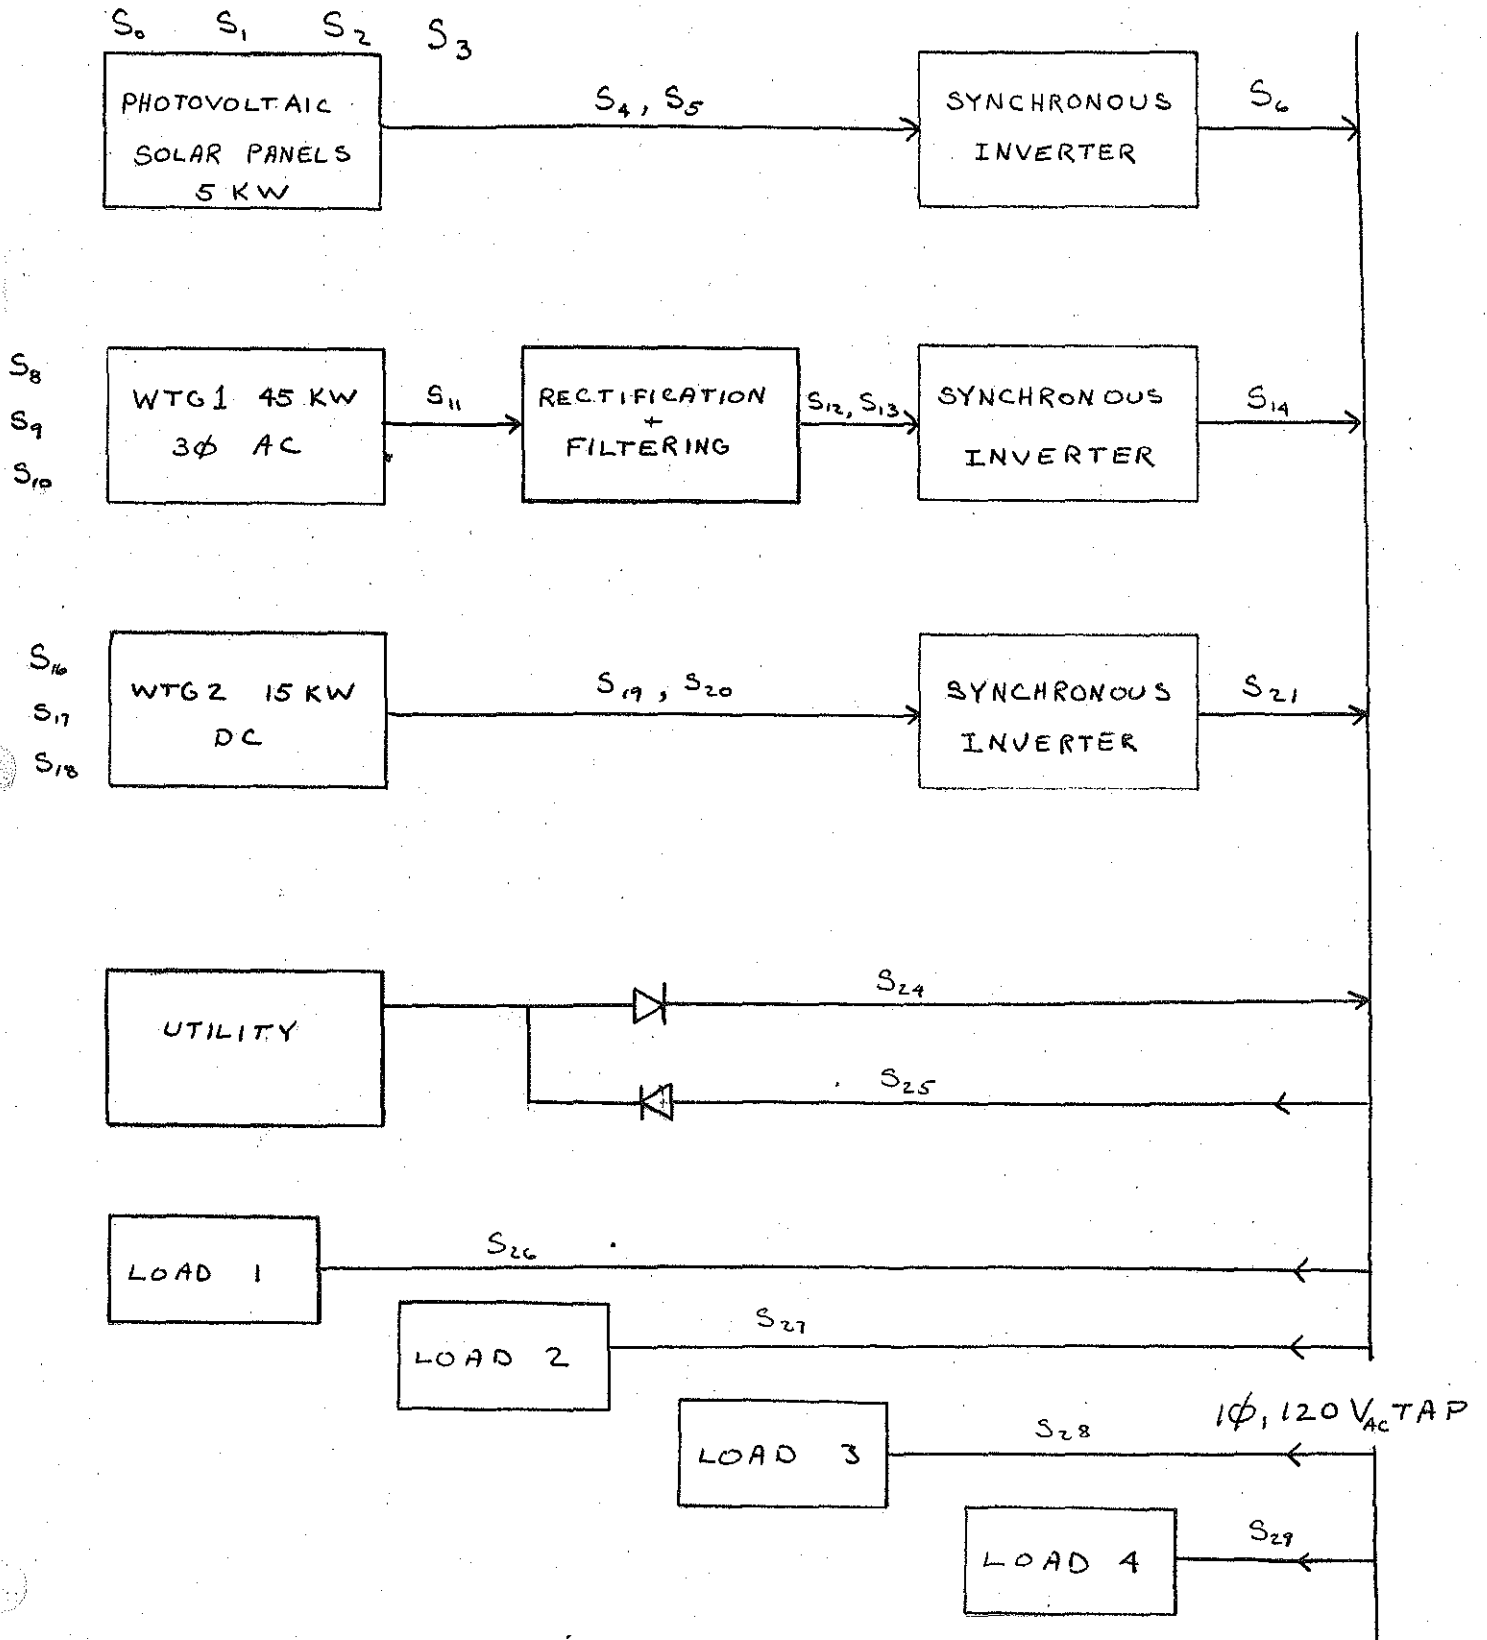 S₀ S₁ S₂ S₃
PHOTOVOLTAIC
SOLAR PANELS
5 KW
S₄, S₅
SYNCHRONOUS
INVERTER
S₆
S₈
S₉
S₁₀
WTG1 45 KW
3φ AC
S₁₁
RECTIFICATION
+
FILTERING
S₁₂, S₁₃
SYNCHRONOUS
INVERTER
S₁₄
S₁₆
S₁₇
S₁₈
WTG2 15 KW
DC
S₁₉, S₂₀
SYNCHRONOUS
INVERTER
S₂₁
UTILITY
S₂₄
S₂₅
LOAD 1
S₂₆
LOAD 2
S₂₇
1φ, 120 V_AC TAP
LOAD 3
S₂₈
LOAD 4
S₂₉